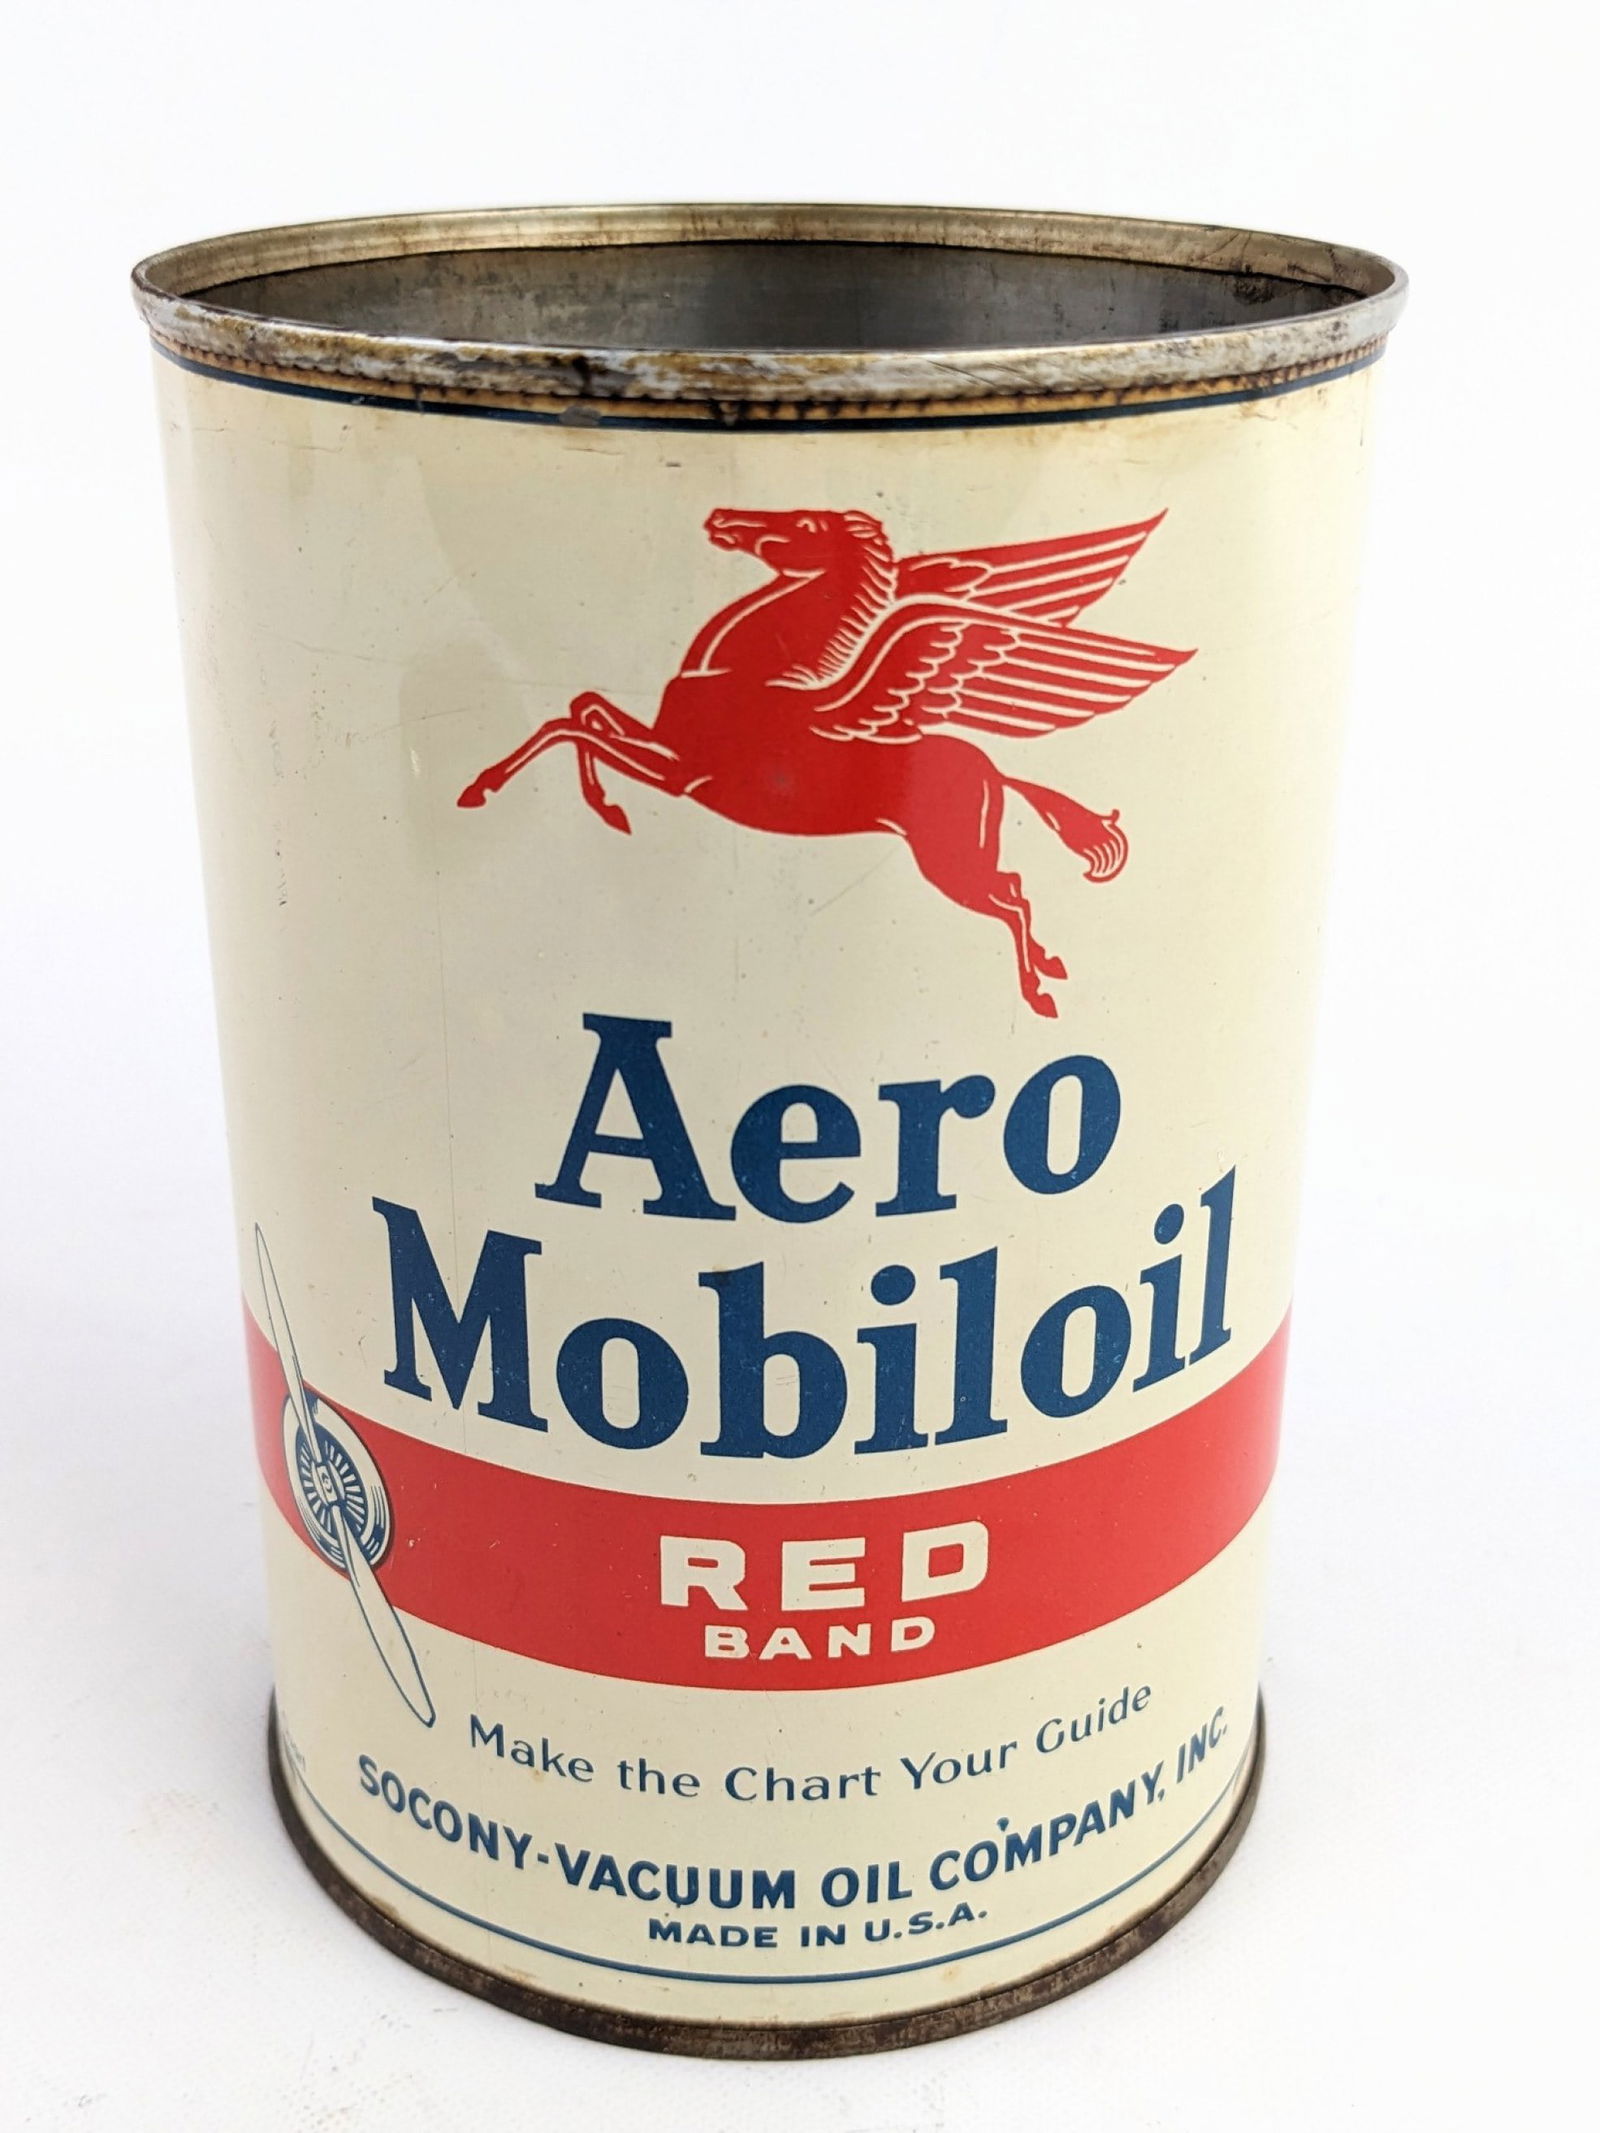 Aero
Mobiloil
RED
BAND
Make the Chart Your Guide
SOCONY-VACUUM OIL COMPANY, INC.
MADE IN U.S.A.